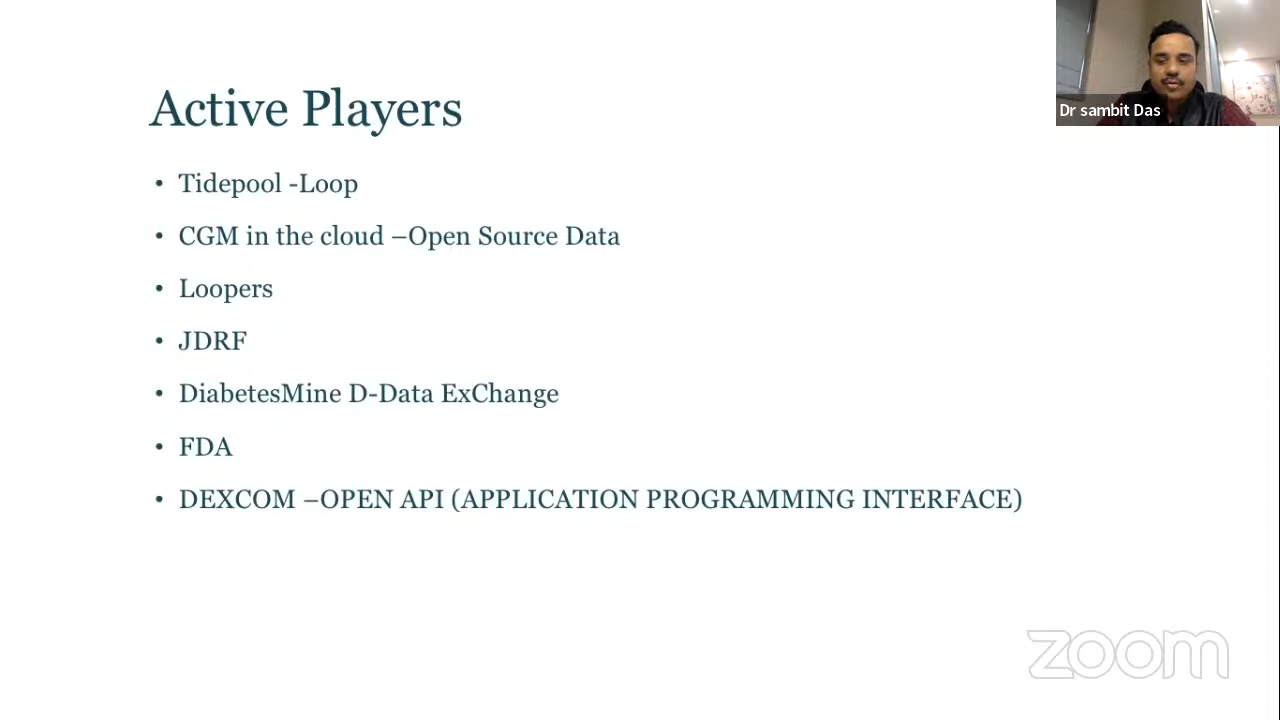 Active Players
• Tidepool -Loop
• CGM in the cloud –Open Source Data
• Loopers
• JDRF
• DiabetesMine D-Data ExChange
• FDA
• DEXCOM –OPEN API (APPLICATION PROGRAMMING INTERFACE)
Dr sambit Das
zoom